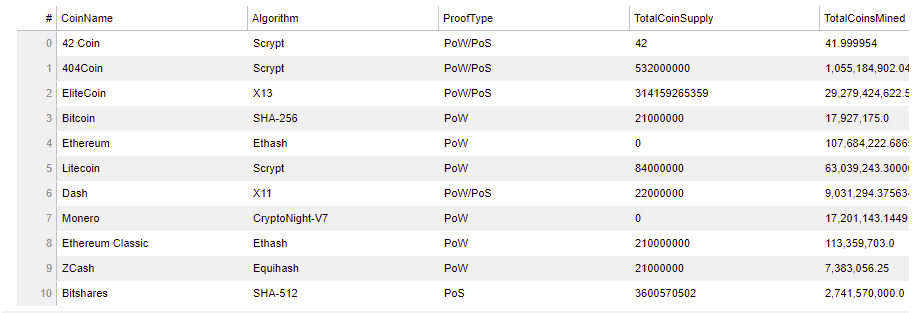 # CoinName Algorithm ProofType TotalCoinSupply TotalCoinsMined
0 42 Coin Scrypt PoW/PoS 42 41.999954
1 404Coin Scrypt PoW/PoS 532000000 1,055,184,902.04
2 EliteCoin X13 PoW/PoS 314159265359 29,279,424,622.5
3 Bitcoin SHA-256 PoW 21000000 17,927,175.0
4 Ethereum Ethash PoW 0 107,684,222.686
5 Litecoin Scrypt PoW 84000000 63,039,243.30000
6 Dash X11 PoW/PoS 22000000 9,031,294.375634
7 Monero CryptoNight-V7 PoW 0 17,201,143.1449
8 Ethereum Classic Ethash PoW 210000000 113,359,703.0
9 ZCash Equihash PoW 21000000 7,383,056.25
10 Bitshares SHA-512 PoS 3600570502 2,741,570,000.0